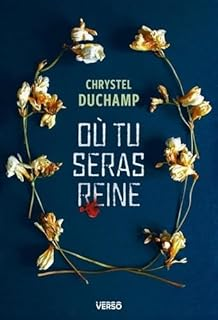 CHRYSTEL
DUCHAMP
OÙ TU
SERAS
REINE
VERSO